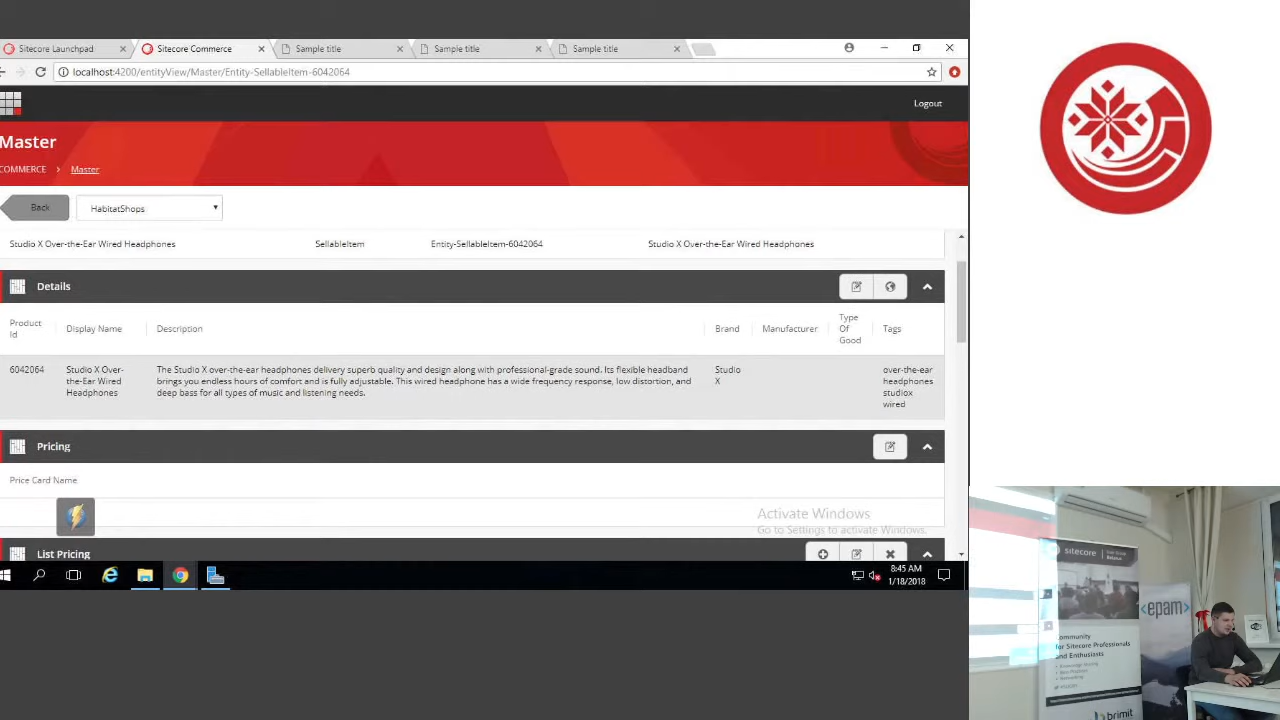 Sitecore Launchpad
Sitecore Commerce
Sample title
Sample title
Sample title
localhost:4200/entityView/Master/Entity-SellableItem-6042064
Logout
Master
COMMERCE > Master
Back
HabitatShops
Studio X Over-the-Ear Wired Headphones
SellableItem
Entity-SellableItem-6042064
Studio X Over-the-Ear Wired Headphones
Details
Product
Id
Display Name
Description
Brand
Manufacturer
Type
Of
Good
Tags
6042064
Studio X Over-
the-Ear Wired
Headphones
The Studio X over-the-ear headphones delivery superb quality and design along with professional-grade sound. Its flexible headband
brings you endless hours of comfort and is fully adjustable. This wired headphone has a wide frequency response, low distortion, and
deep bass for all types of music and listening needs.
Studio
X
over-the-ear
headphones
studiox
wired
Pricing
Price Card Name
Activate Windows
Go to Settings to activate Windows.
List Pricing
8:45 AM
1/18/2018
sitecore
<epam>
Community
for Sitecore Professionals
and Enthusiasts
brimit